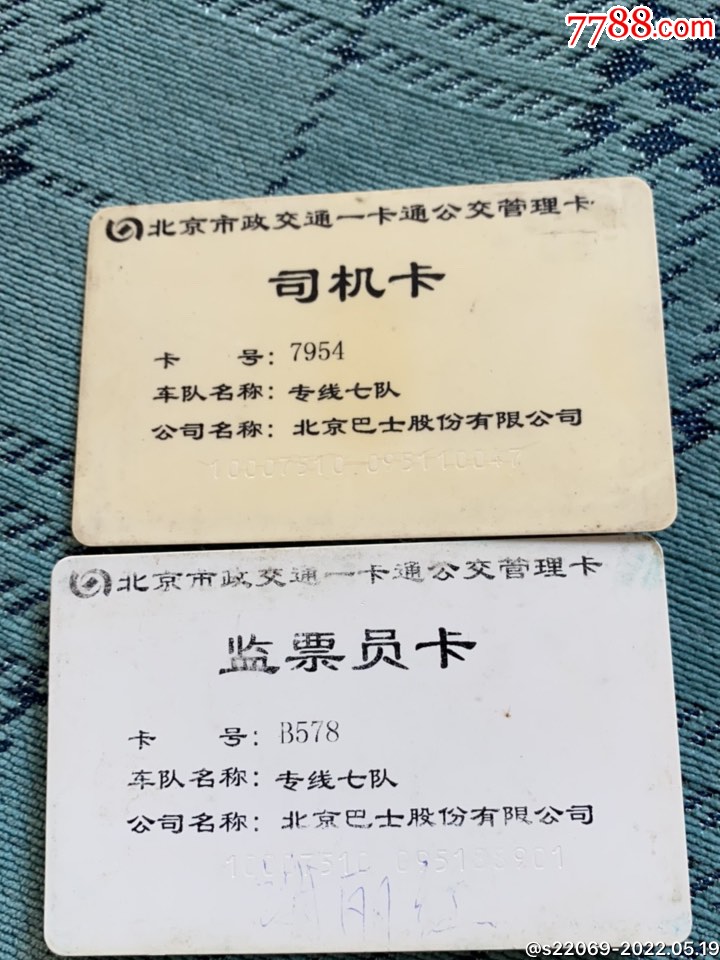 7788.com
北京市政交通一卡通公交管理卡
司机卡
卡 号：7954
车队名称：专线七队
公司名称：北京巴士股份有限公司
10007510 095110047
北京市政交通一卡通公交管理卡
监票员卡
卡 号：B578
车队名称：专线七队
公司名称：北京巴士股份有限公司
10007510
@s22069-2022.05.19